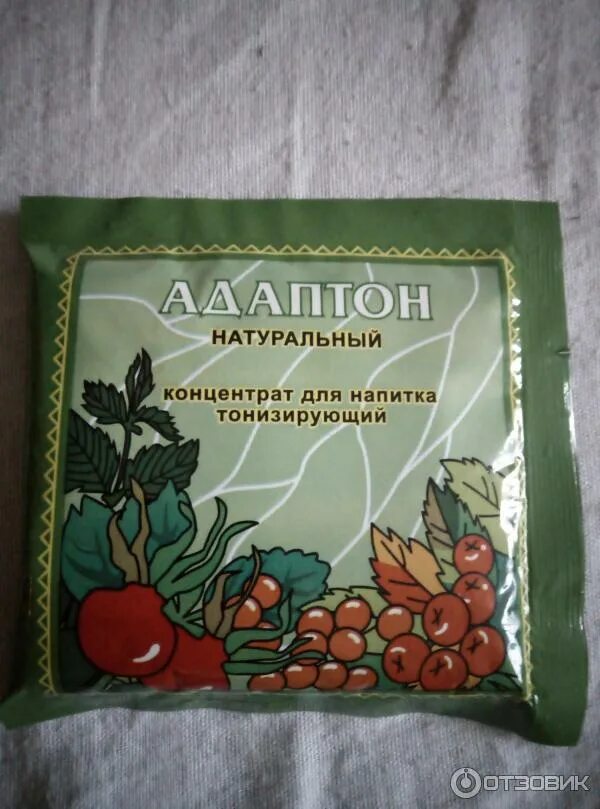 АДАПТОН
НАТУРАЛЬНЫЙ
концентрат для напитка
тонизирующий
ОТЗОВИК